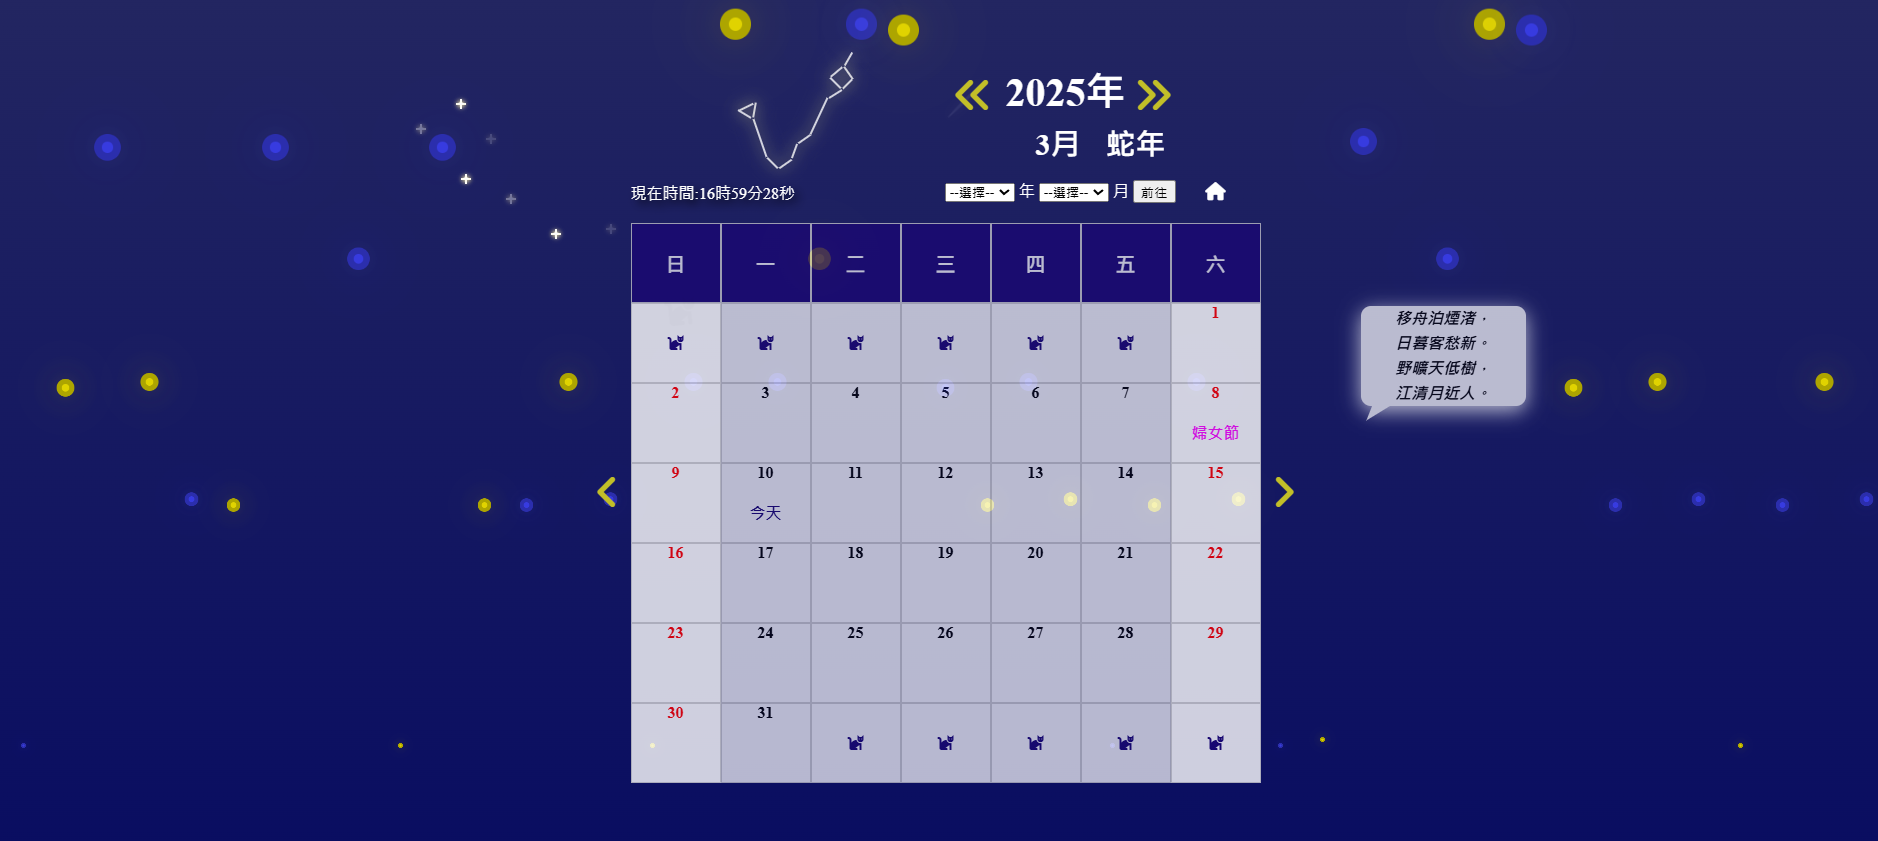 2025年
3月 蛇年
現在時間:16時59分28秒
--選擇-- 年 --選擇-- 月 前往
日 一 二 三 四 五 六
1
2 3 4 5 6 7 8
婦女節
9 10 11 12 13 14 15
今天
16 17 18 19 20 21 22
23 24 25 26 27 28 29
30 31
移舟泊煙渚，
日暮客愁新。
野曠天低樹，
江清月近人。